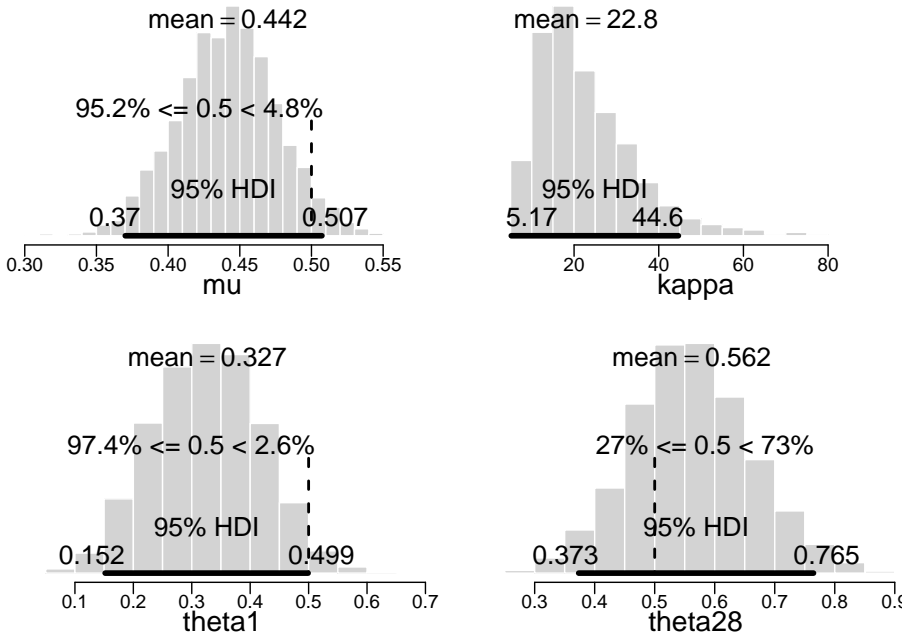 mean = 0.442
95.2% <= 0.5 < 4.8%
95% HDI
0.37 0.507
0.30 0.35 0.40 0.45 0.50 0.55
mu
mean = 22.8
95% HDI
5.17 44.6
20 40 60 80
kappa
mean = 0.327
97.4% <= 0.5 < 2.6%
95% HDI
0.152 0.499
0.1 0.2 0.3 0.4 0.5 0.6 0.7
theta1
mean = 0.562
27% <= 0.5 < 73%
95% HDI
0.373 0.765
0.3 0.4 0.5 0.6 0.7 0.8 0.9
theta28